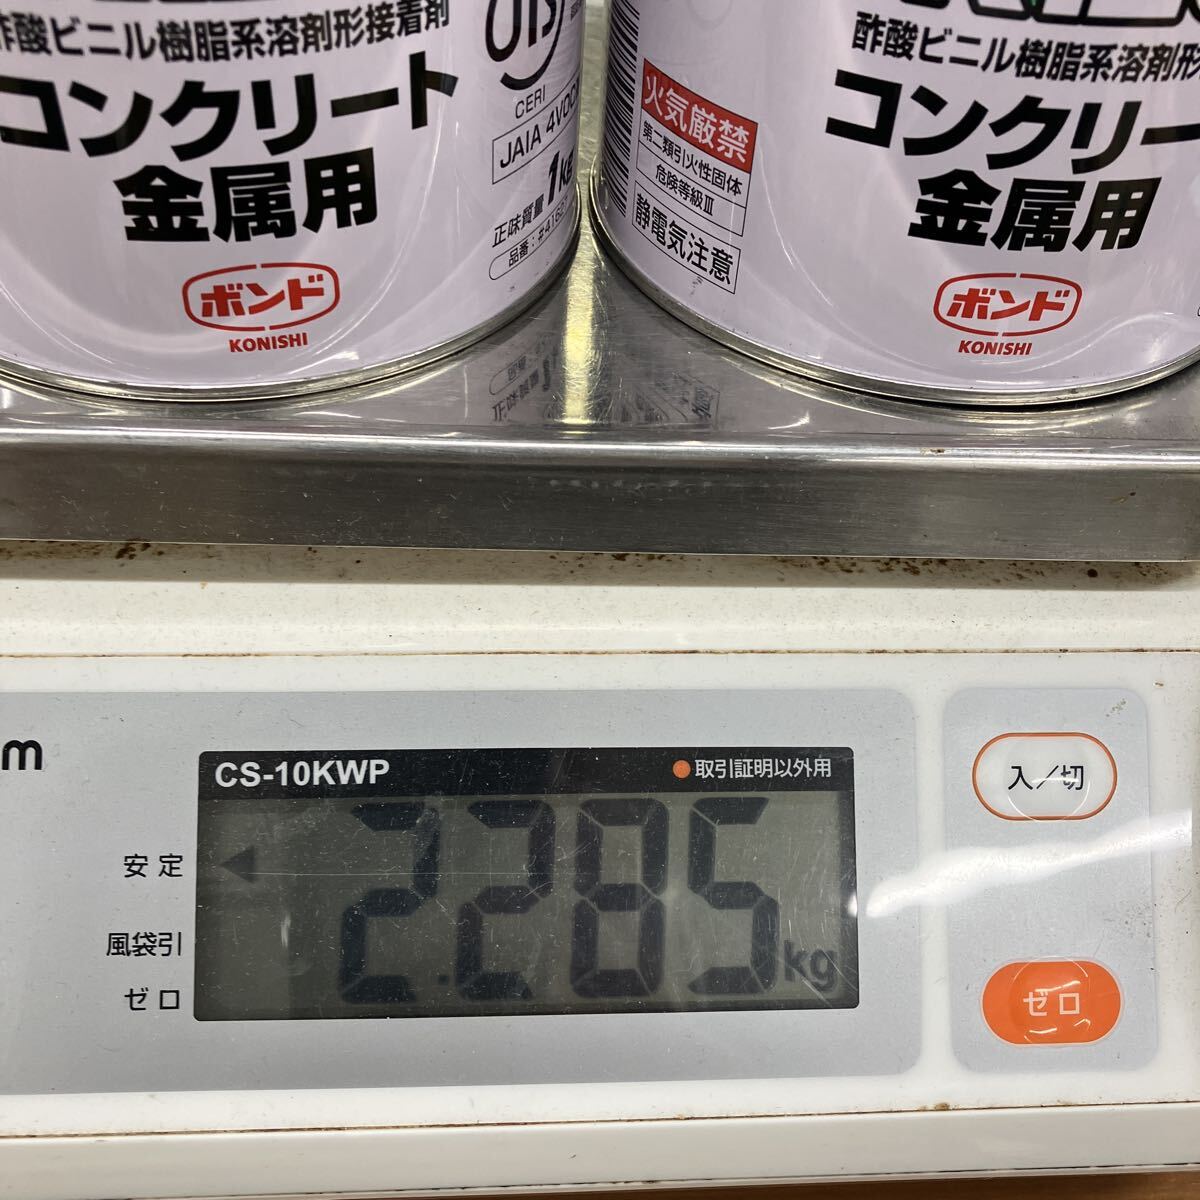 酢酸ビニル樹脂系溶剤形接着剤
コンクリート
金属用
ボンド
KONISHI
JIS
CERI
JAIA 4VOC
正味質量 1kg
品番：#4162
火気厳禁
第二類引火性固体
危険等級Ⅲ
静電気注意
酢酸ビニル樹脂系溶剤形
コンクリー
金属用
ボンド
KONISHI
m
CS-10KWP
●取引証明以外用
安定
風袋引
ゼロ
2.285 kg
入／切
ゼロ